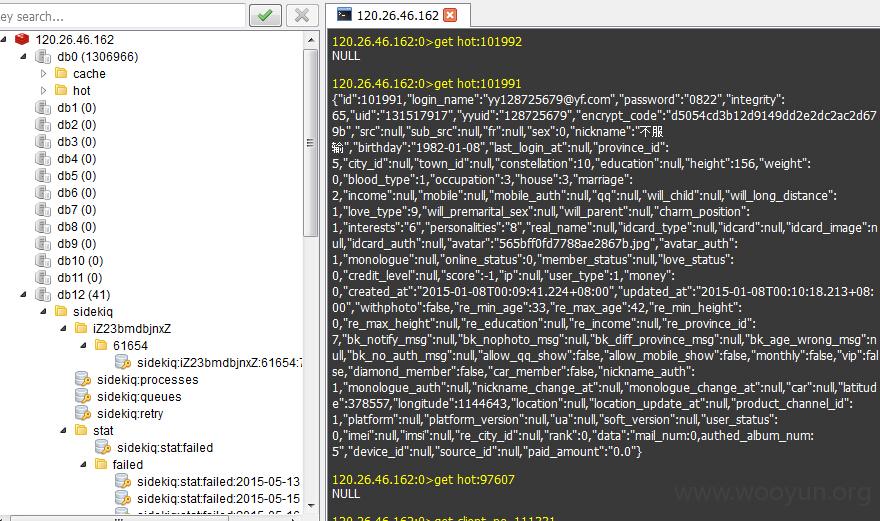 ey search...
120.26.46.162
db0 (1306966)
cache
hot
db1 (0)
db2 (0)
db3 (0)
db4 (0)
db5 (0)
db6 (0)
db7 (0)
db8 (0)
db9 (0)
db10 (0)
db11 (0)
db12 (41)
sidekiq
iZ23bmdbjnxZ
61654
sidekiq:iZ23bmdbjnxZ:61654:
sidekiq:processes
sidekiq:queues
sidekiq:retry
stat
sidekiq:stat:failed
failed
sidekiq:stat:failed:2015-05-13
sidekiq:stat:failed:2015-05-15
120.26.46.162
120.26.46.162:0>get hot:101992
NULL
120.26.46.162:0>get hot:101991
{"id":101991,"login_name":"yy128725679@yf.com","password":"0822","integrity":
65,"uid":"131517917","yyuid":"128725679","encrypt_code":"d5054cd3b12d9149dd2e2dc2ac2d67
9b","src":null,"sub_src":null,"fr":null,"sex":0,"nickname":"不服
输","birthday":"1982-01-08","last_login_at":null,"province_id":
5,"city_id":null,"town_id":null,"constellation":10,"education":null,"height":156,"weight":
0,"blood_type":1,"occupation":3,"house":3,"marriage":
2,"income":null,"mobile":null,"mobile_auth":null,"qq":null,"will_child":null,"will_long_distance":
1,"love_type":9,"will_premarital_sex":null,"will_parent":null,"charm_position":
1,"interests":"6","personalities":"8","real_name":null,"idcard_type":null,"idcard":null,"idcard_image":n
ull,"idcard_auth":null,"avatar":"565bff0fd7788ae2867b.jpg","avatar_auth":
1,"monologue":null,"online_status":0,"member_status":null,"love_status":
0,"credit_level":null,"score":-1,"ip":null,"user_type":1,"money":
0,"created_at":"2015-01-08T00:09:41.224+08:00","updated_at":"2015-01-08T00:10:18.213+08:
00","withphoto":false,"re_min_age":33,"re_max_age":42,"re_min_height":
0,"re_max_height":null,"re_education":null,"re_income":null,"re_province_id":
7,"bk_notify_msg":null,"bk_nophoto_msg":null,"bk_diff_province_msg":null,"bk_age_wrong_msg":n
ull,"bk_no_auth_msg":null,"allow_qq_show":false,"allow_mobile_show":false,"monthly":false,"vip":fa
lse,"diamond_member":false,"car_member":false,"nickname_auth":
1,"monologue_auth":null,"nickname_change_at":null,"monologue_change_at":null,"car":null,"latitud
e":378557,"longitude":1144643,"location":null,"location_update_at":null,"product_channel_id":
1,"platform":null,"platform_version":null,"ua":null,"soft_version":null,"user_status":
0,"imei":null,"imsi":null,"re_city_id":null,"rank":0,"data":"mail_num:0,authed_album_num:
5","device_id":null,"source_id":null,"paid_amount":"0.0"}
120.26.46.162:0>get hot:97607
NULL
www.wooyun.org